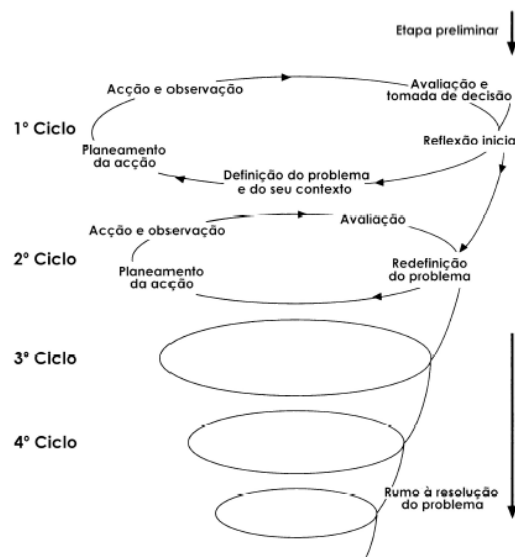 Etapa preliminar
Acção e observação
Avaliação e
tomada de decisão
1º Ciclo
Reflexão inicia
Planeamento
da acção
Definição do problema
e do seu contexto
Acção e observação
Avaliação
2º Ciclo
Planeamento
da acção
Redefinição
do problema
3º Ciclo
4º Ciclo
Rumo à resolução
do problema